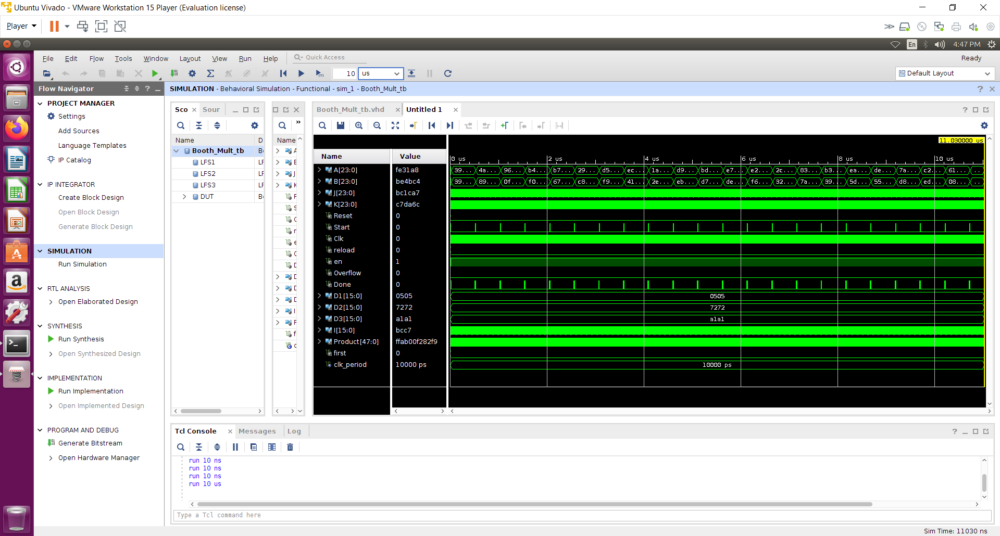 Ubuntu Vivado - VMware Workstation 15 Player (Evaluation license)
Player
En
4:47 PM
File Edit Flow Tools Window Layout View Run Help
Quick Access
Ready
10 us
Default Layout
Flow Navigator
SIMULATION - Behavioral Simulation - Functional - sim_1 - Booth_Mult_tb
PROJECT MANAGER
Settings
Add Sources
Language Templates
IP Catalog
IP INTEGRATOR
Create Block Design
Open Block Design
Generate Block Design
SIMULATION
Run Simulation
RTL ANALYSIS
Open Elaborated Design
SYNTHESIS
Run Synthesis
Open Synthesized Design
IMPLEMENTATION
Run Implementation
Open Implemented Design
PROGRAM AND DEBUG
Generate Bitstream
Open Hardware Manager
Sco Sour
Name D
Booth_Mult_tb
LFS1
LFS2
LFS3
DUT
Name
Booth_Mult_tb.vhd Untitled 1
11.030000 us
Name Value
0 us 2 us 4 us 6 us 8 us 10 us
A[23:0] fe31a8 39... 4a... 96... b4... b7... 29... d5... ec... 1a... d9... bd... e7... e2... 2c... 83... b3... ea... de... 7a... c2... 61... ...
B[23:0] be4bc4 39... 89... 0f... f0... 67... c8... f9... 41... 2e... eb... d7... de... f6... 32... 7a... 39... 5d... 55... d8... ed... 08... ...
J[23:0] bc1ca7
K[23:0] c7da6c
Reset 0
Start 0
Clk 0
reload 0
en 1
Overflow 0
Done 0
D1[15:0] 0505 0505
D2[15:0] 7272 7272
D3[15:0] a1a1 a1a1
I[15:0] bcc7
Product[47:0] ffab00f282f9
first 0
clk_period 10000 ps 10000 ps
Tcl Console Messages Log
run 10 ns
run 10 ns
run 10 ns
run 10 us
Type a Tcl command here
Sim Time: 11030 ns